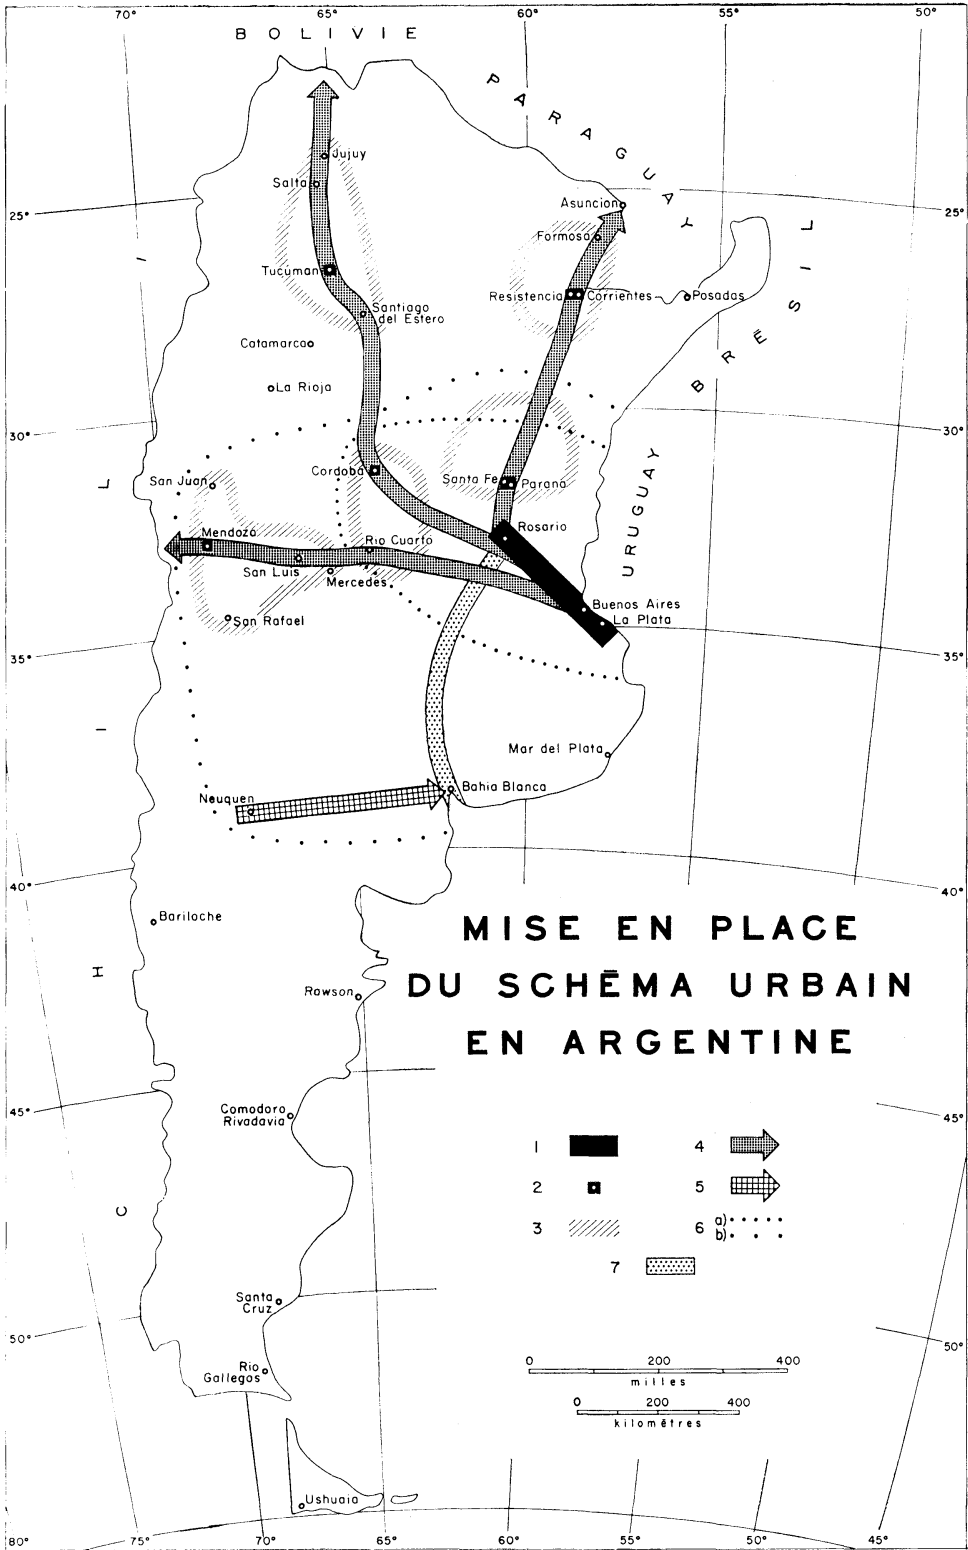 70° 65° 60° 55° 50°
BOLIVIE
PARAGUAY
BRĒSIL
URUGUAY
CHILI
Jujuy
Salta
Asuncion
25° 25°
Formosa
Tucuman
Resistencia Corrientes Posadas
Santiago
del Estero
Catamarca
La Rioja
30° 30°
Cordoba
San Juan
Santa Fe Paraná
Rosario
Mendoza
Rio Cuarto
San Luis
Mercedes
Buenos Aires
La Plata
San Rafael
35° 35°
Mar del Plata
Bahia Blanca
Neuquen
40° 40°
Bariloche
MISE EN PLACE
DU SCHĒMA URBAIN
EN ARGENTINE
Rawson
Comodoro
Rivadavia
45° 45°
1 4
2 5
3 6 a)
b)
7
Santa
Cruz
50° 50°
Rio
Gallegos
0 200 400
milles
0 200 400
kilomētres
Ushuaia
80° 75° 70° 65° 60° 55° 50° 45°